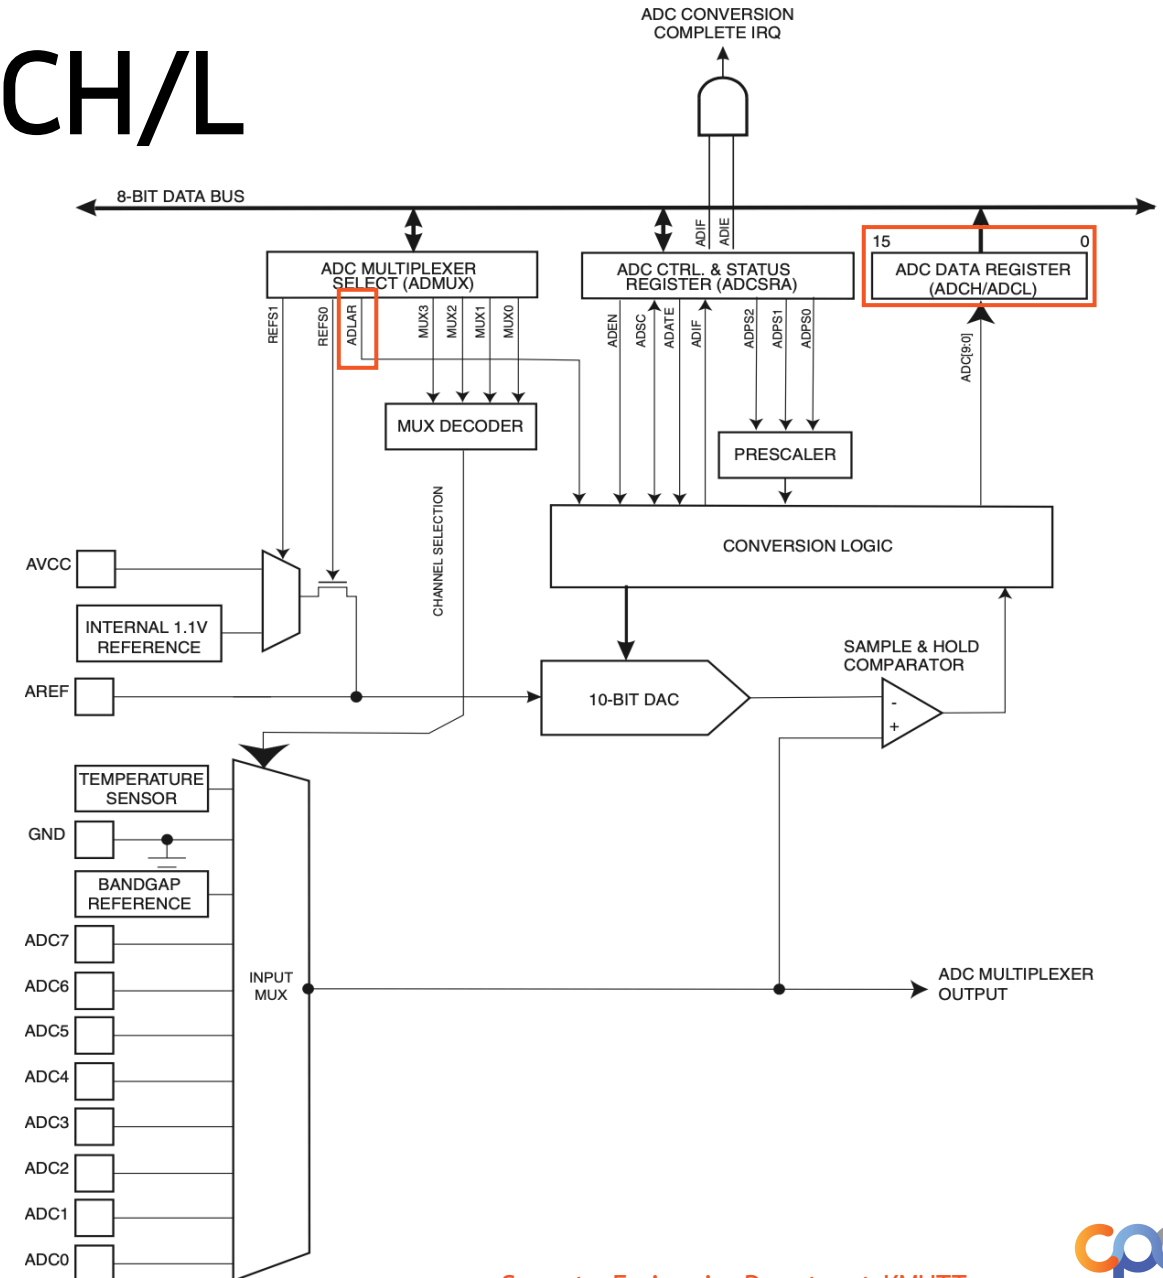 ADC CONVERSION
COMPLETE IRQ
CH/L
8-BIT DATA BUS
ADIF
ADIE
15
0
ADC MULTIPLEXER
SELECT (ADMUX)
ADC CTRL. & STATUS
REGISTER (ADCSRA)
ADC DATA REGISTER
(ADCH/ADCL)
REFS1
REFS0
ADLAR
MUX3
MUX2
MUX1
MUX0
ADEN
ADSC
ADATE
ADIF
ADPS2
ADPS1
ADPS0
ADC[9:0]
MUX DECODER
PRESCALER
CHANNEL SELECTION
CONVERSION LOGIC
AVCC
INTERNAL 1.1V
REFERENCE
SAMPLE & HOLD
COMPARATOR
AREF
10-BIT DAC
-
+
TEMPERATURE
SENSOR
GND
BANDGAP
REFERENCE
ADC7
ADC6
INPUT
MUX
ADC MULTIPLEXER
OUTPUT
ADC5
ADC4
ADC3
ADC2
ADC1
ADC0